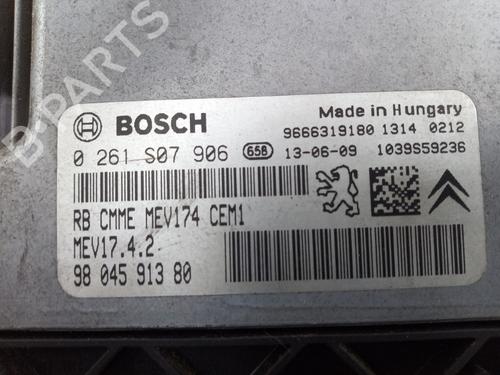 B-PARTS
BOSCH
Made in Hungary
9666319180 1314 0212
0 261 S07 906 G5B 13-06-09 1039S59236
RB CMME MEV174 CEM1
MEV17.4.2
98 045 913 80